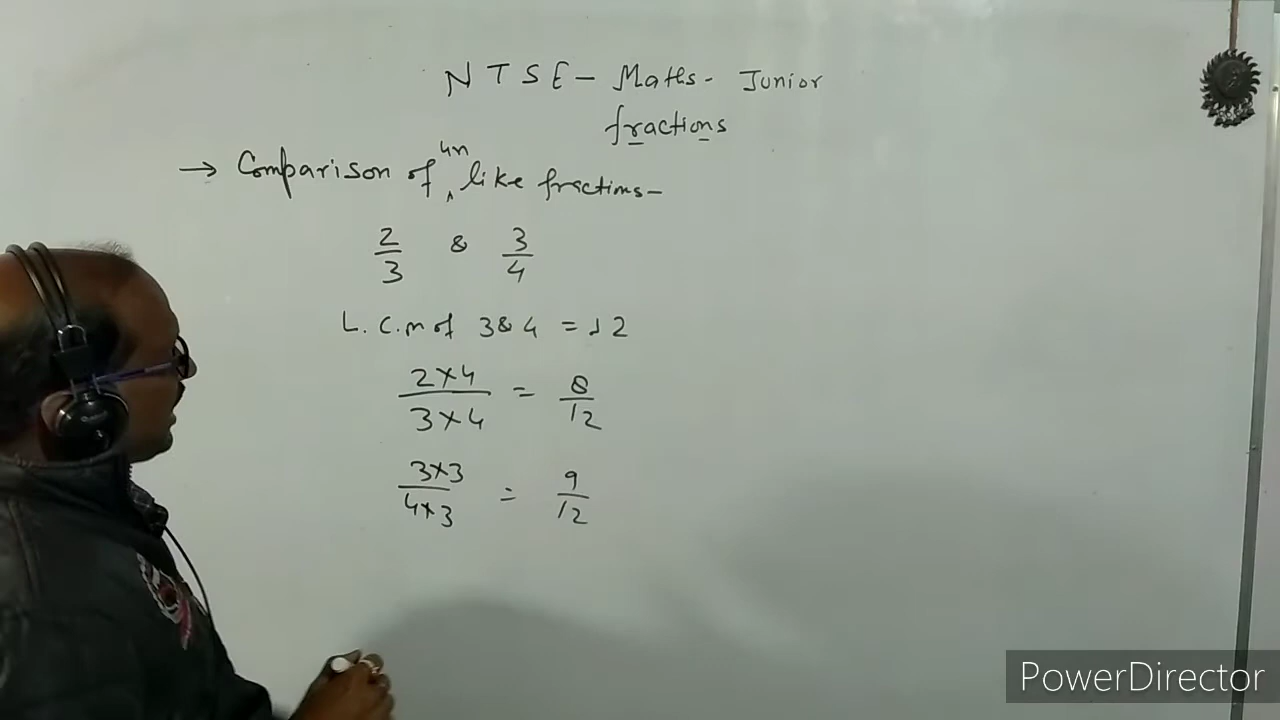 NTSE - Maths - Junior
fractions
→ Comparison of un like fractions -
2/3 & 3/4
L.C.M of 3 & 4 = 12
2×4/3×4 = 8/12
3×3/4×3 = 9/12
PowerDirector